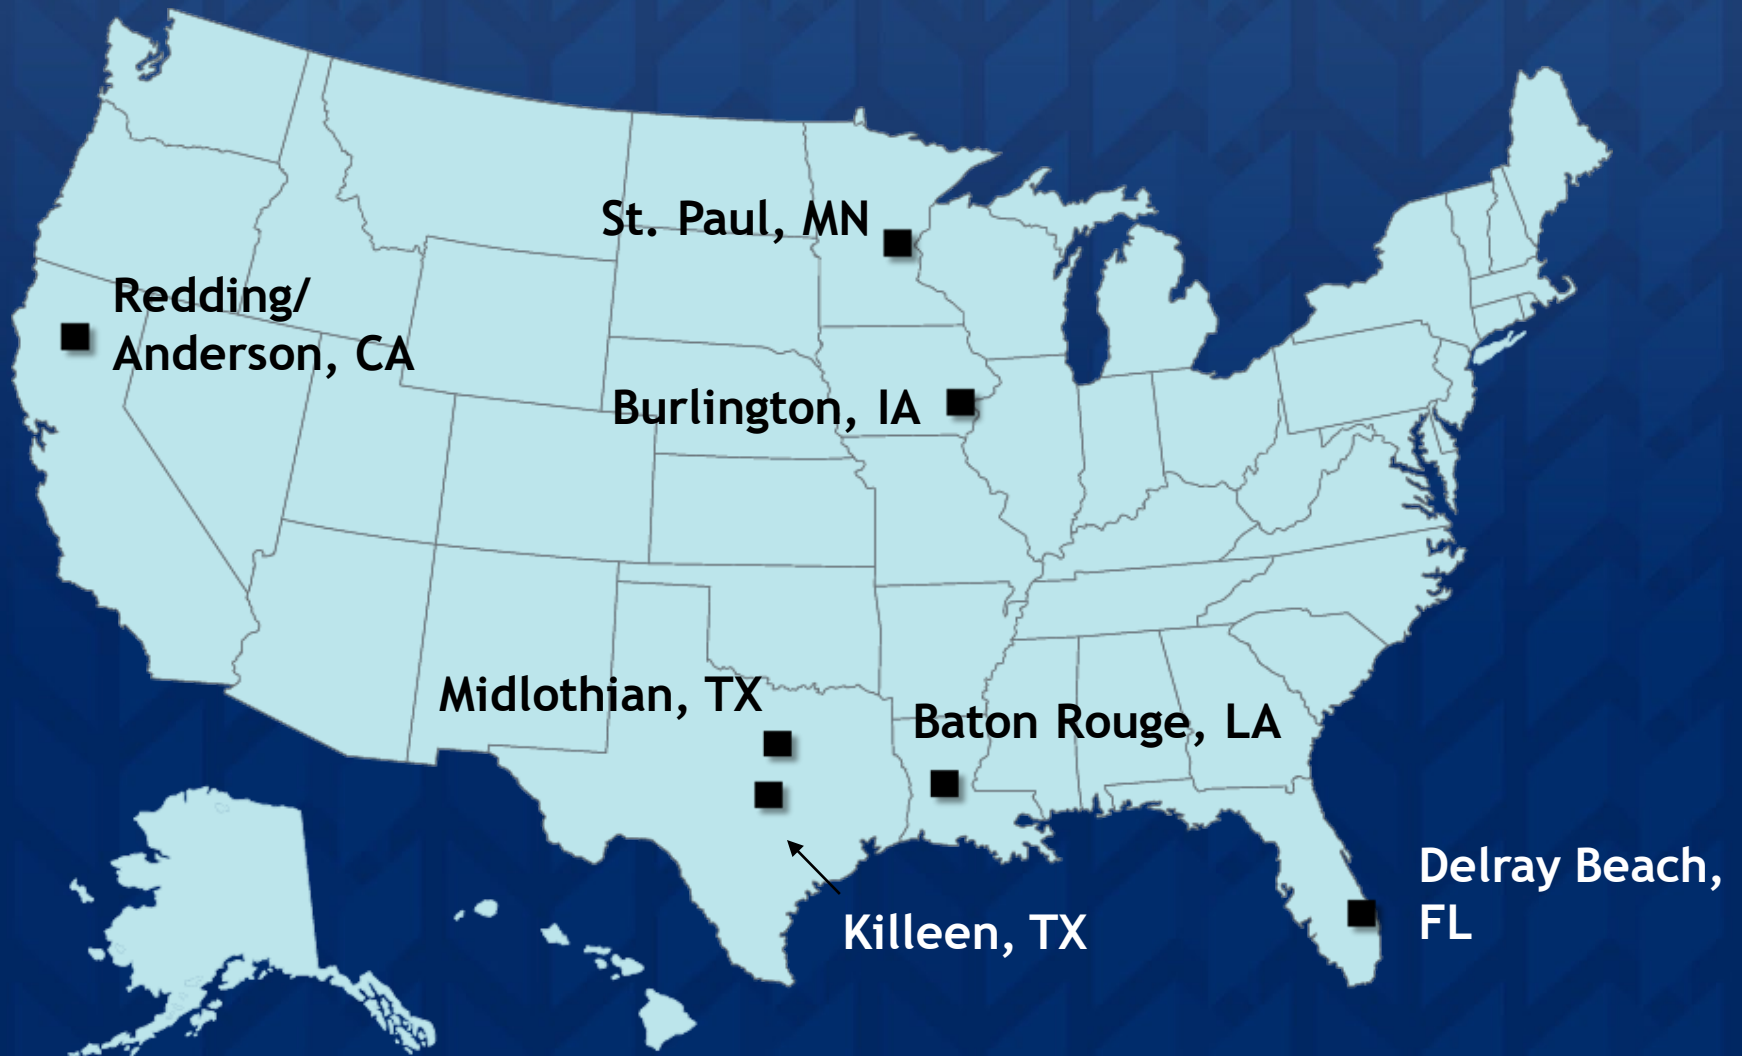 St. Paul, MN
Redding/
Anderson, CA
Burlington, IA
Midlothian, TX
Baton Rouge, LA
Delray Beach,
FL
Killeen, TX